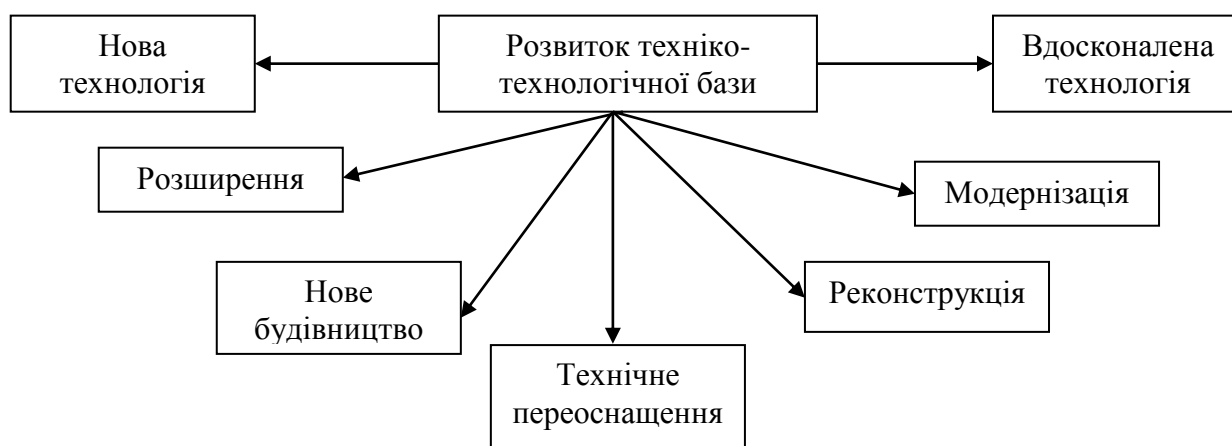 Нова
технологія
Розвиток техніко-
технологічної бази
Вдосконалена
технологія
Розширення
Модернізація
Нове
будівництво
Реконструкція
Технічне
переоснащення